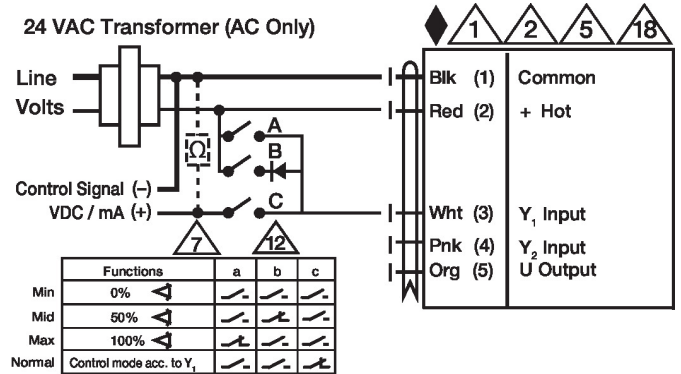 24 VAC Transformer (AC Only)
1 2 5 18
Line
Volts
Blk (1) Common
Red (2) + Hot
A
Ω
B
Control Signal (–)
VDC / mA (+)
C
Wht (3) Y1 Input
Pnk (4) Y2 Input
Org (5) U Output
7 12
Functions a b c
Min 0%
Mid 50%
Max 100%
Normal Control mode acc. to Y1